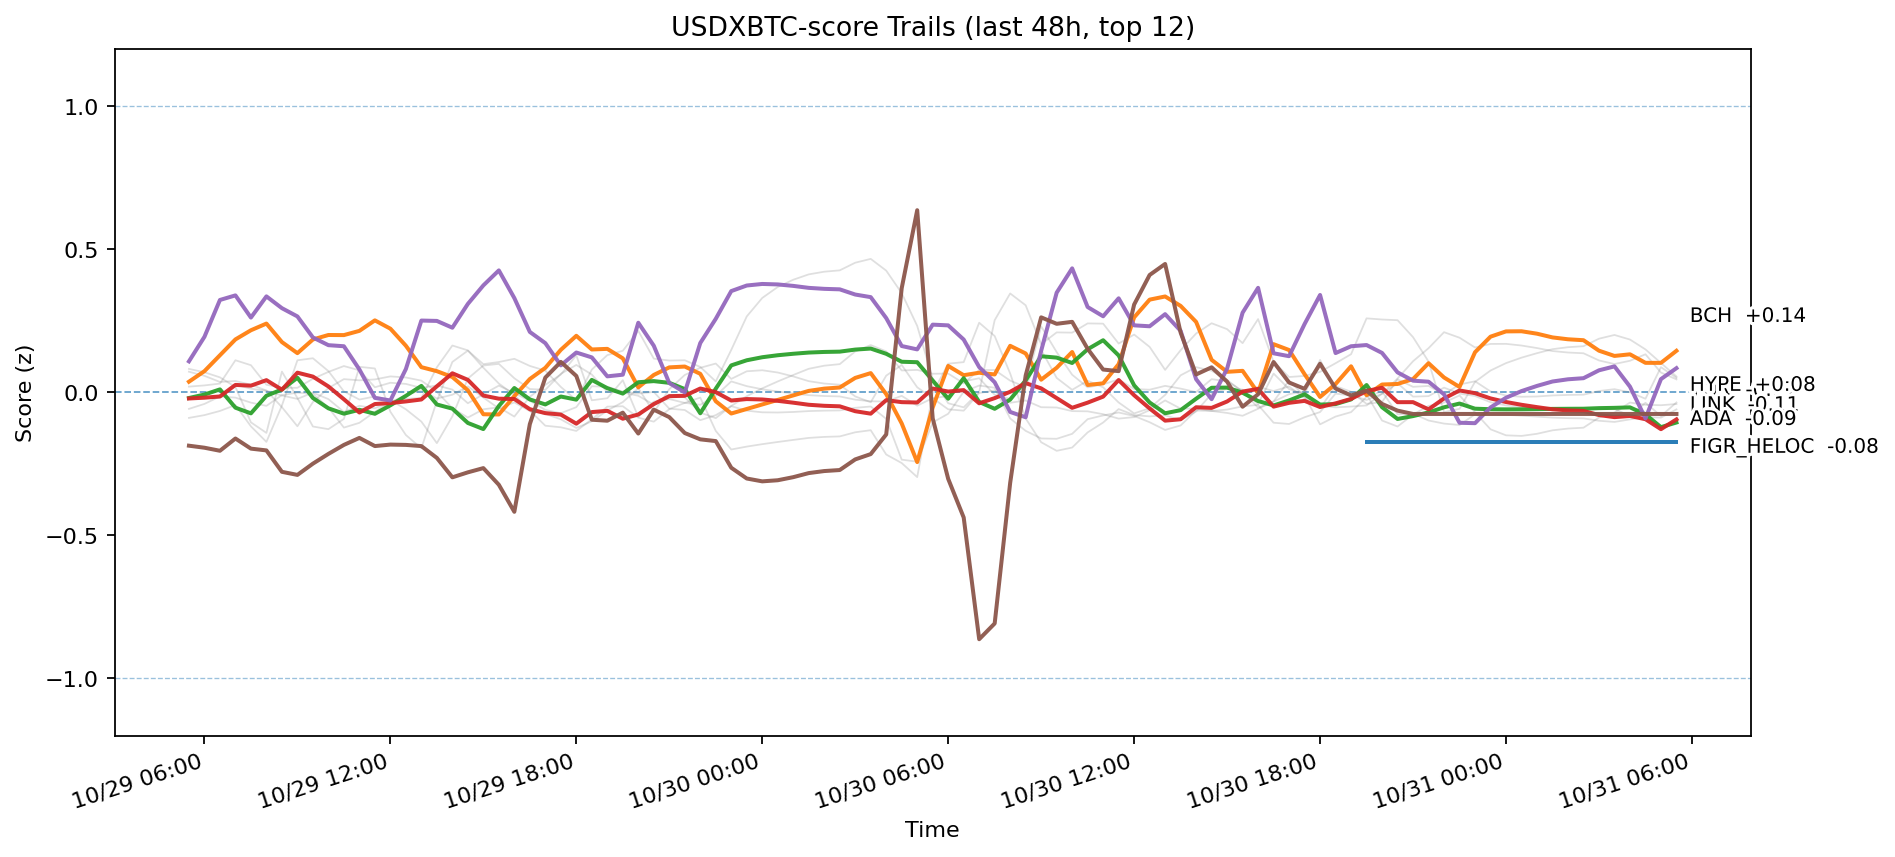 USDXBTC-score Trails (last 48h, top 12)
Score (z)
1.0
0.5
0.0
−0.5
−1.0
BCH +0.14
HYPE +0.08
LINK -0.11
ADA -0.09
FIGR_HELOC -0.08
10/29 06:00
10/29 12:00
10/29 18:00
10/30 00:00
10/30 06:00
10/30 12:00
10/30 18:00
10/31 00:00
10/31 06:00
Time